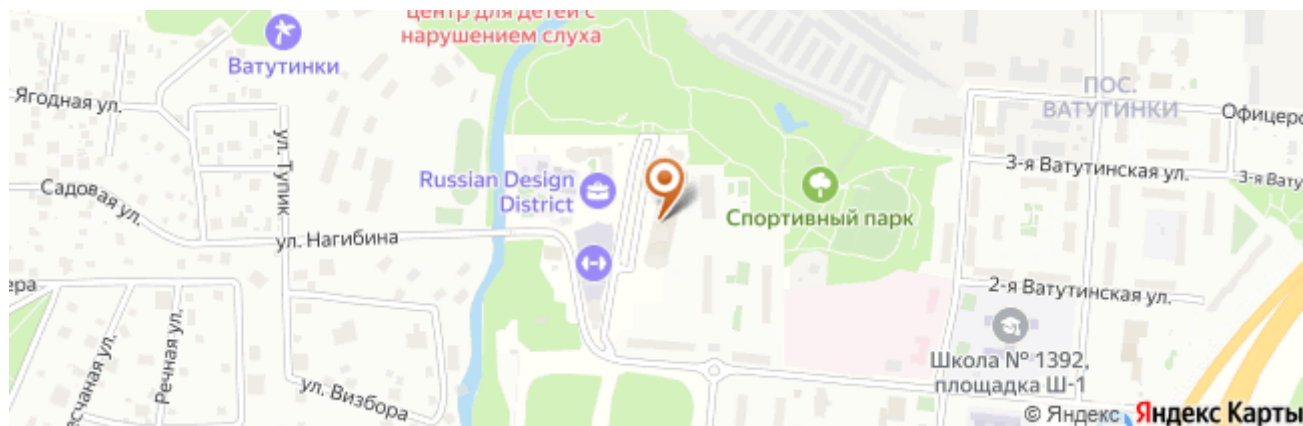 центр для детей с
нарушением слуха
Ватутинки
ПОС.
ВАТУТИНКИ
Ягодная ул.
Офицерс
ул. Тупик
3-я Ватутинская ул.
3-я Вату
Russian Design
District
Садовая ул.
Спортивный парк
ул. Нагибина
ера
2-я Ватутинская ул.
есчаная ул.
Речная ул.
ул. Визбора
Школа № 1392,
площадка Ш-1
© Яндекс Яндекс Карты